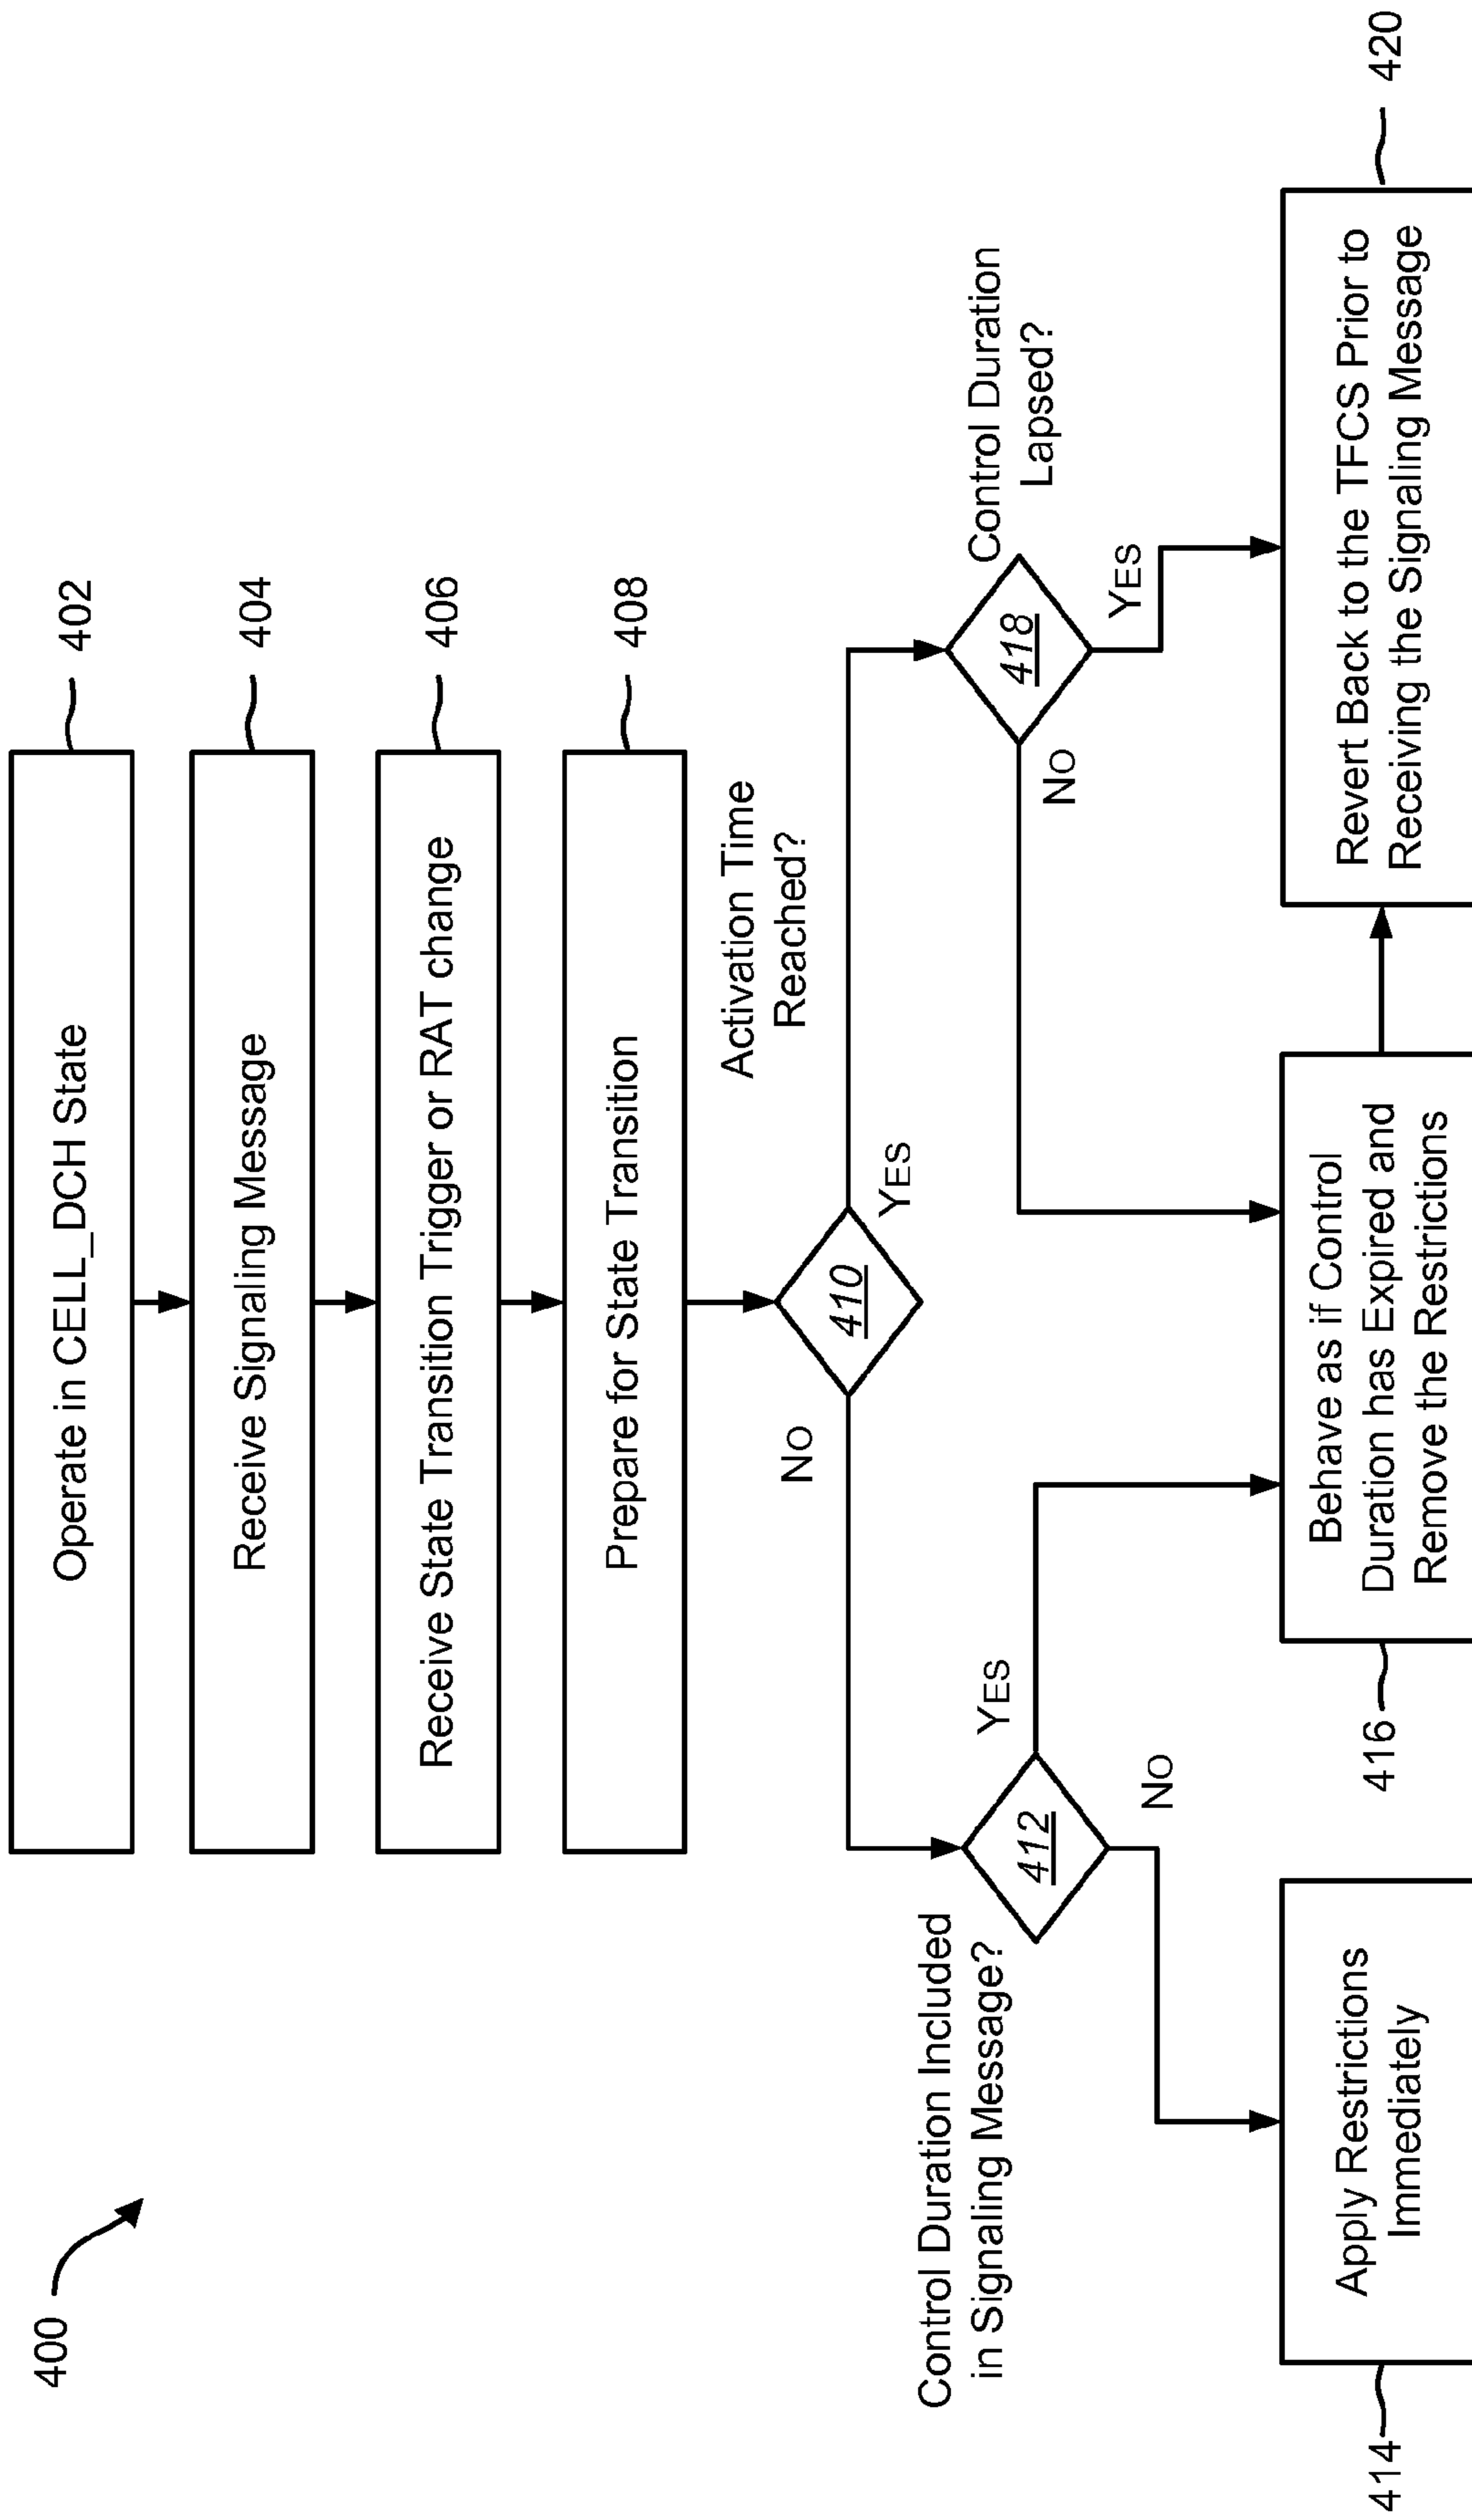 400
Operate in CELL_DCH State
402
Receive Signaling Message
404
Receive State Transition Trigger or RAT change
406
Prepare for State Transition
408
Activation Time
Reached?
410
NO
YES
Control Duration Included
in Signaling Message?
412
YES
NO
Control Duration
Lapsed?
418
NO
YES
Apply Restrictions
Immediately
414
Behave as if Control
Duration has Expired and
Remove the Restrictions
416
Revert Back to the TFCS Prior to
Receiving the Signaling Message
420